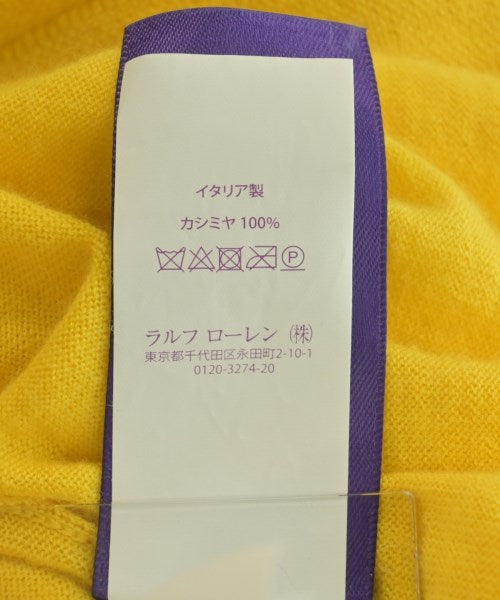 イタリア製
カシミヤ 100%
P
ラルフ ローレン (株)
東京都千代田区永田町2-10-1
0120-3274-20